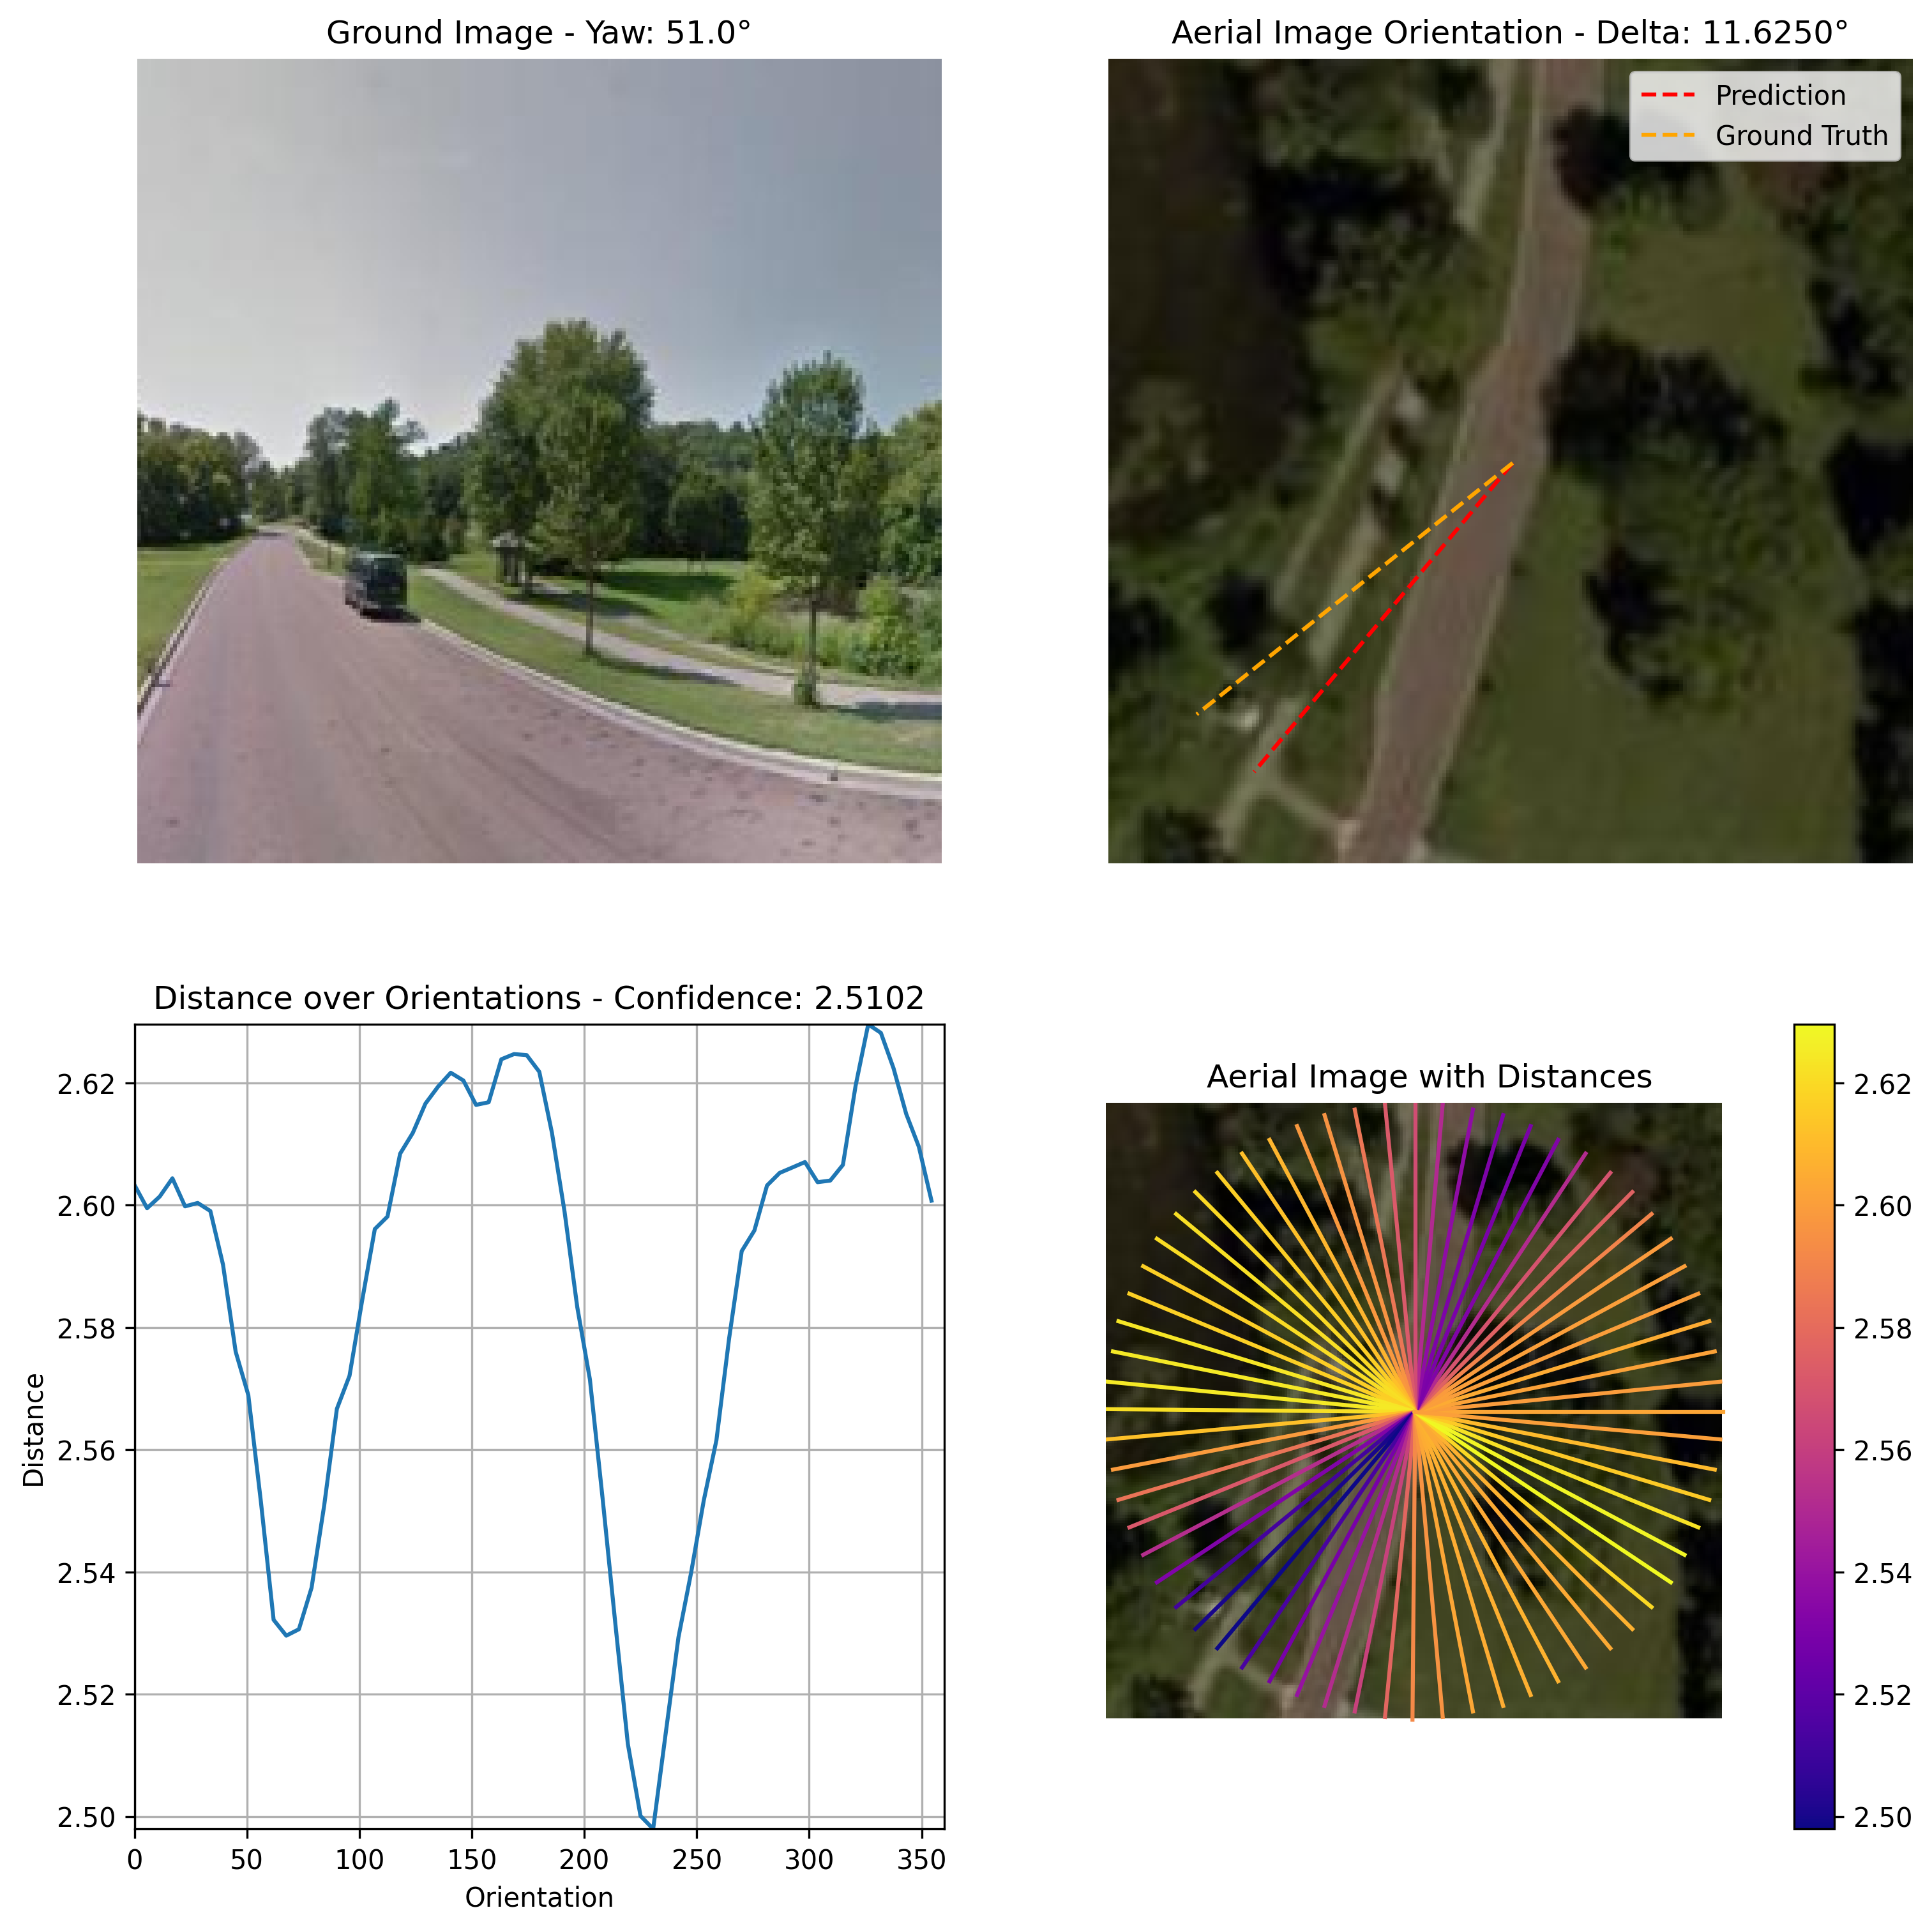 Ground Image - Yaw: 51.0°
Aerial Image Orientation - Delta: 11.6250°
Prediction
Ground Truth
Distance over Orientations - Confidence: 2.5102
2.62
2.60
2.58
2.56
2.54
2.52
2.50
Distance
0 50 100 150 200 250 300 350
Orientation
Aerial Image with Distances
2.62
2.60
2.58
2.56
2.54
2.52
2.50